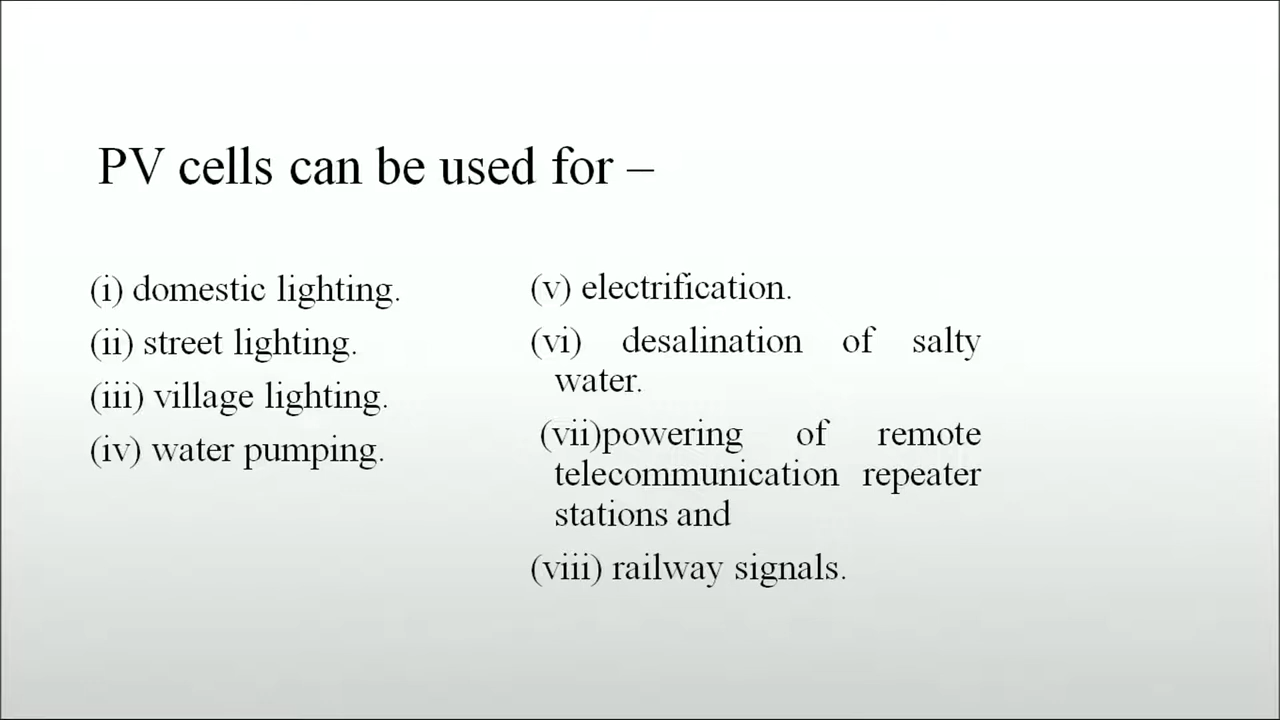 PV cells can be used for –
(i) domestic lighting.
(ii) street lighting.
(iii) village lighting.
(iv) water pumping.
(v) electrification.
(vi) desalination of salty
water.
(vii)powering of remote
telecommunication repeater
stations and
(viii) railway signals.